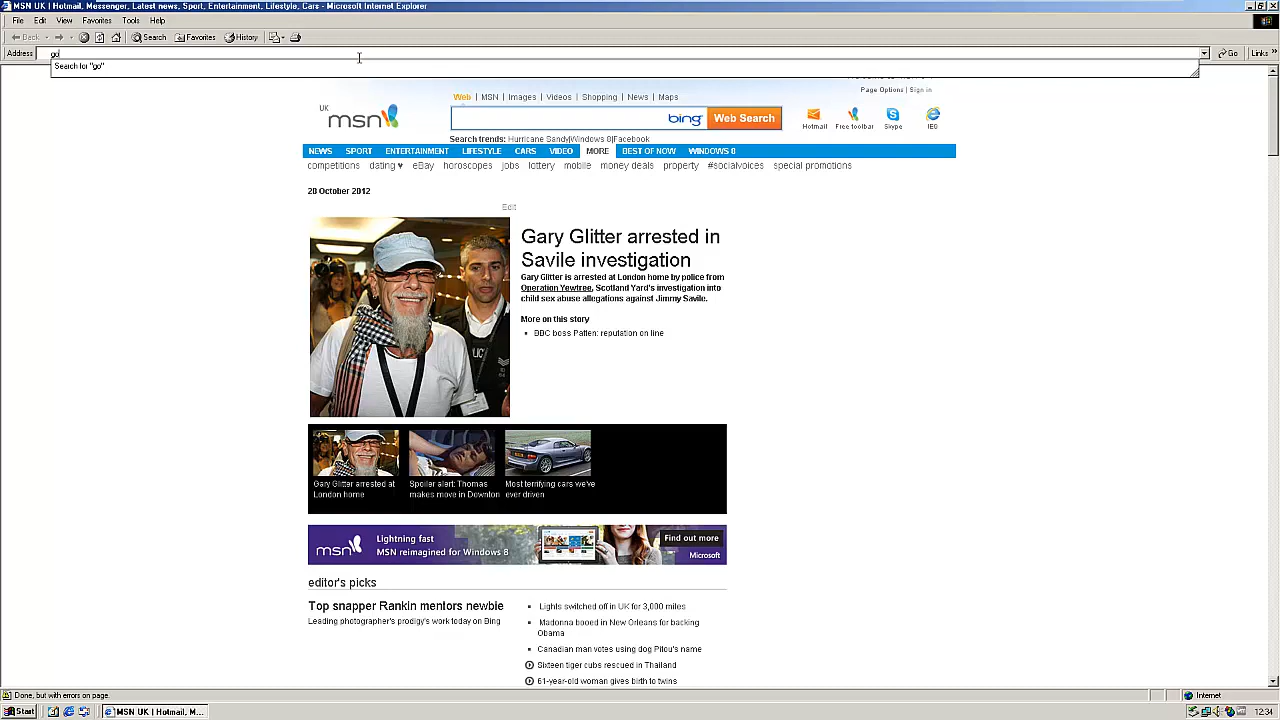 MSN UK | Hotmail, Messenger, Latest news, Sport, Entertainment, Lifestyle, Cars - Microsoft Internet Explorer
File Edit View Favorites Tools Help
Back Search Favorites History
Address go Go Links »
Search for "go"
Page Options | Sign in
Web | MSN | Images | Videos | Shopping | News | Maps
UK
msn
bing Web Search
Hotmail Free toolbar Skype IE9
Search trends: Hurricane Sandy|Windows 8|Facebook
NEWS SPORT ENTERTAINMENT LIFESTYLE CARS VIDEO MORE BEST OF NOW WINDOWS 8
competitions dating ♥ eBay horoscopes jobs lottery mobile money deals property #socialvoices special promotions
28 October 2012
Edit
Gary Glitter arrested in
Savile investigation
Gary Glitter is arrested at London home by police from
Operation Yewtree, Scotland Yard's investigation into
child sex abuse allegations against Jimmy Savile.
More on this story
BBC boss Patten: reputation on line
Gary Glitter arrested at
London home
Spoiler alert: Thomas
makes move in Downton
Most terrifying cars we've
ever driven
msn
Lightning fast
MSN reimagined for Windows 8
Find out more
Microsoft
editor's picks
Top snapper Rankin mentors newbie
Leading photographer's prodigy's work today on Bing
Lights switched off in UK for 3,000 miles
Madonna booed in New Orleans for backing
Obama
Canadian man votes using dog Pitou's name
Sixteen tiger cubs rescued in Thailand
61-year-old woman gives birth to twins
Done, but with errors on page.
Internet
Start
MSN UK | Hotmail, M...
12:34